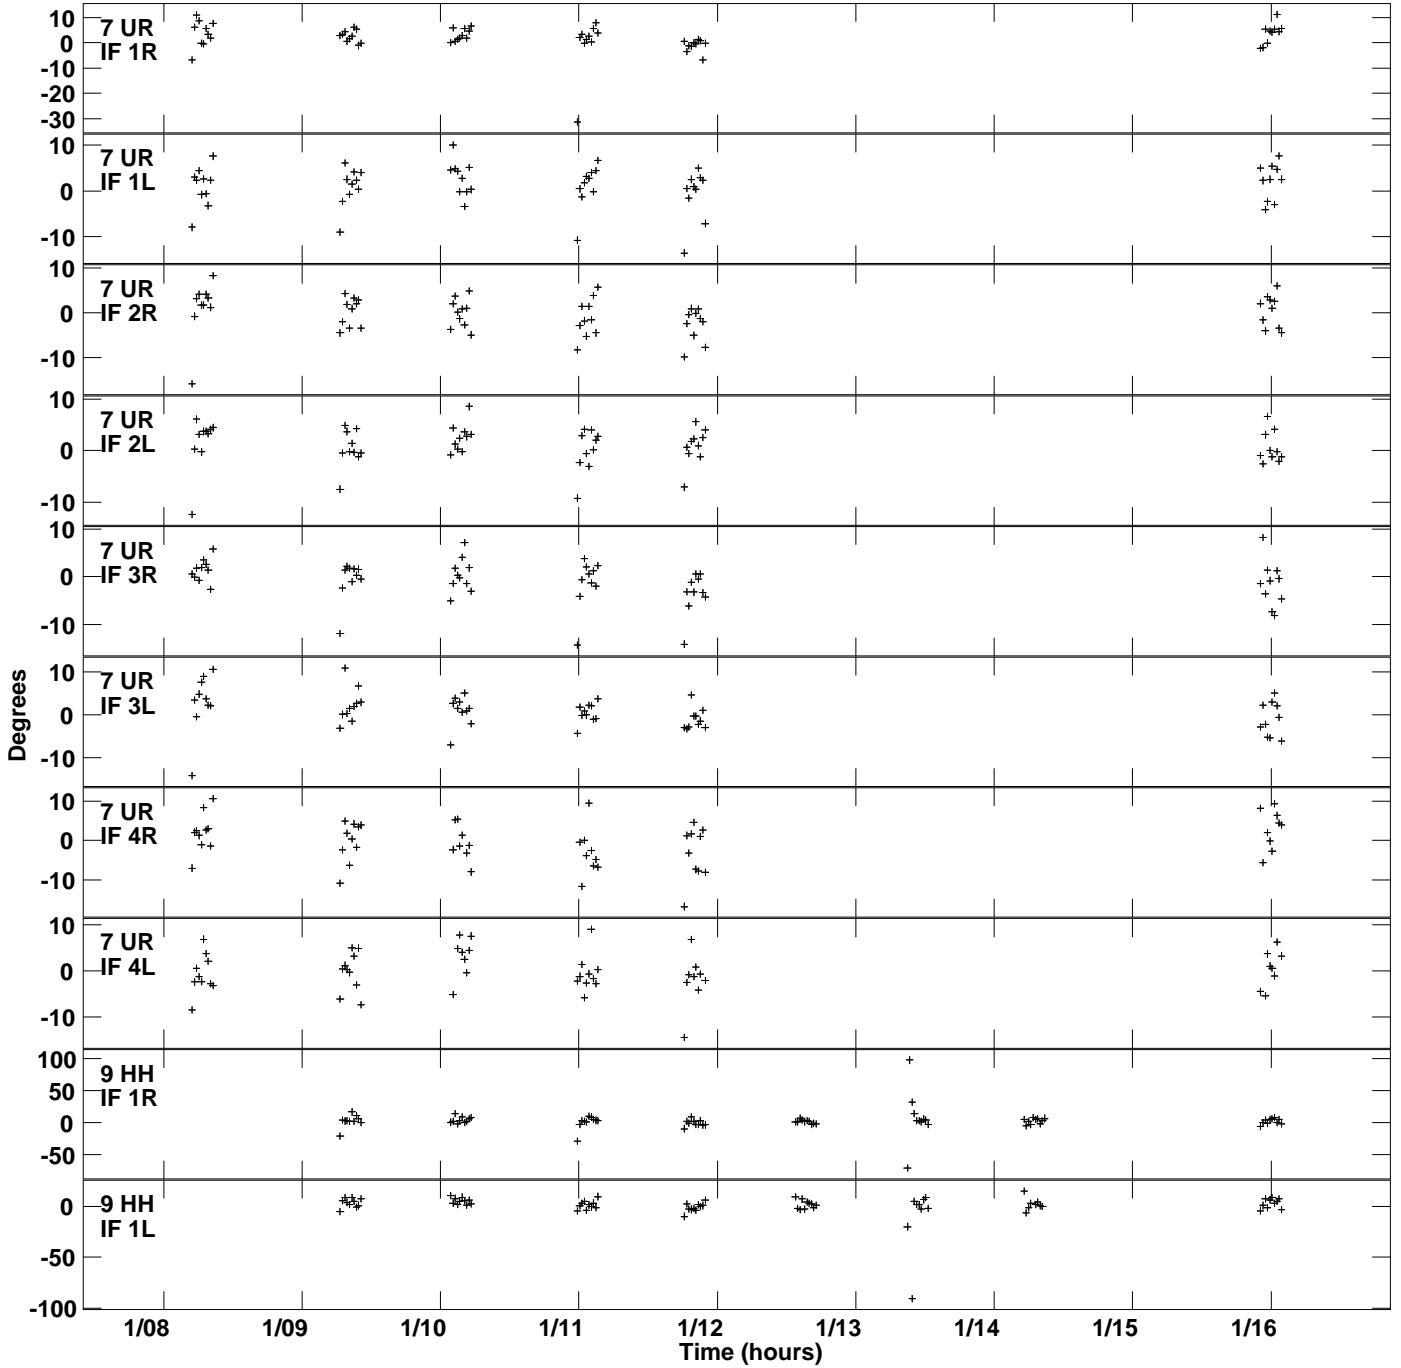 7 UR
IF 1R
10
0
-10
-20
-30
7 UR
IF 1L
10
0
-10
7 UR
IF 2R
10
0
-10
7 UR
IF 2L
10
0
-10
7 UR
IF 3R
10
0
-10
7 UR
IF 3L
10
0
-10
7 UR
IF 4R
10
0
-10
7 UR
IF 4L
10
0
-10
9 HH
IF 1R
100
50
0
-50
9 HH
IF 1L
0
-50
-100
Degrees
1/08 1/09 1/10 1/11 1/12 1/13 1/14 1/15 1/16
Time (hours)